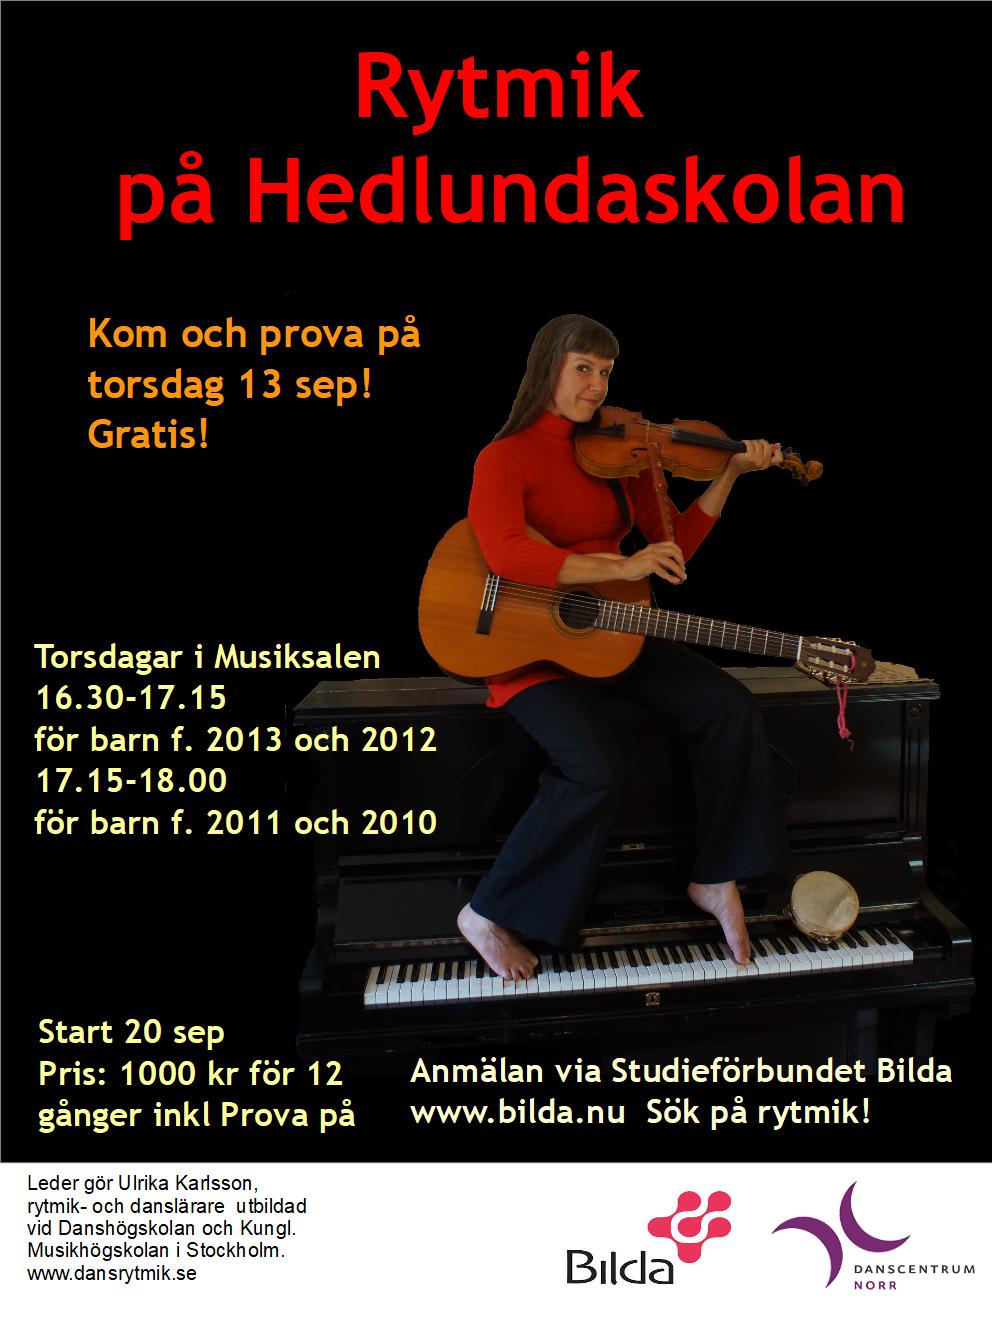 Rytmik
på Hedlundaskolan
Kom och prova på
torsdag 13 sep!
Gratis!
Torsdagar i Musiksalen
16.30-17.15
för barn f. 2013 och 2012
17.15-18.00
för barn f. 2011 och 2010
Start 20 sep
Pris: 1000 kr för 12
gånger inkl Prova på
Anmälan via Studieförbundet Bilda
www.bilda.nu Sök på rytmik!
Leder gör Ulrika Karlsson,
rytmik- och danslärare utbildad
vid Danshögskolan och Kungl.
Musikhögskolan i Stockholm.
www.dansrytmik.se
Bilda
DANSCENTRUM
NORR